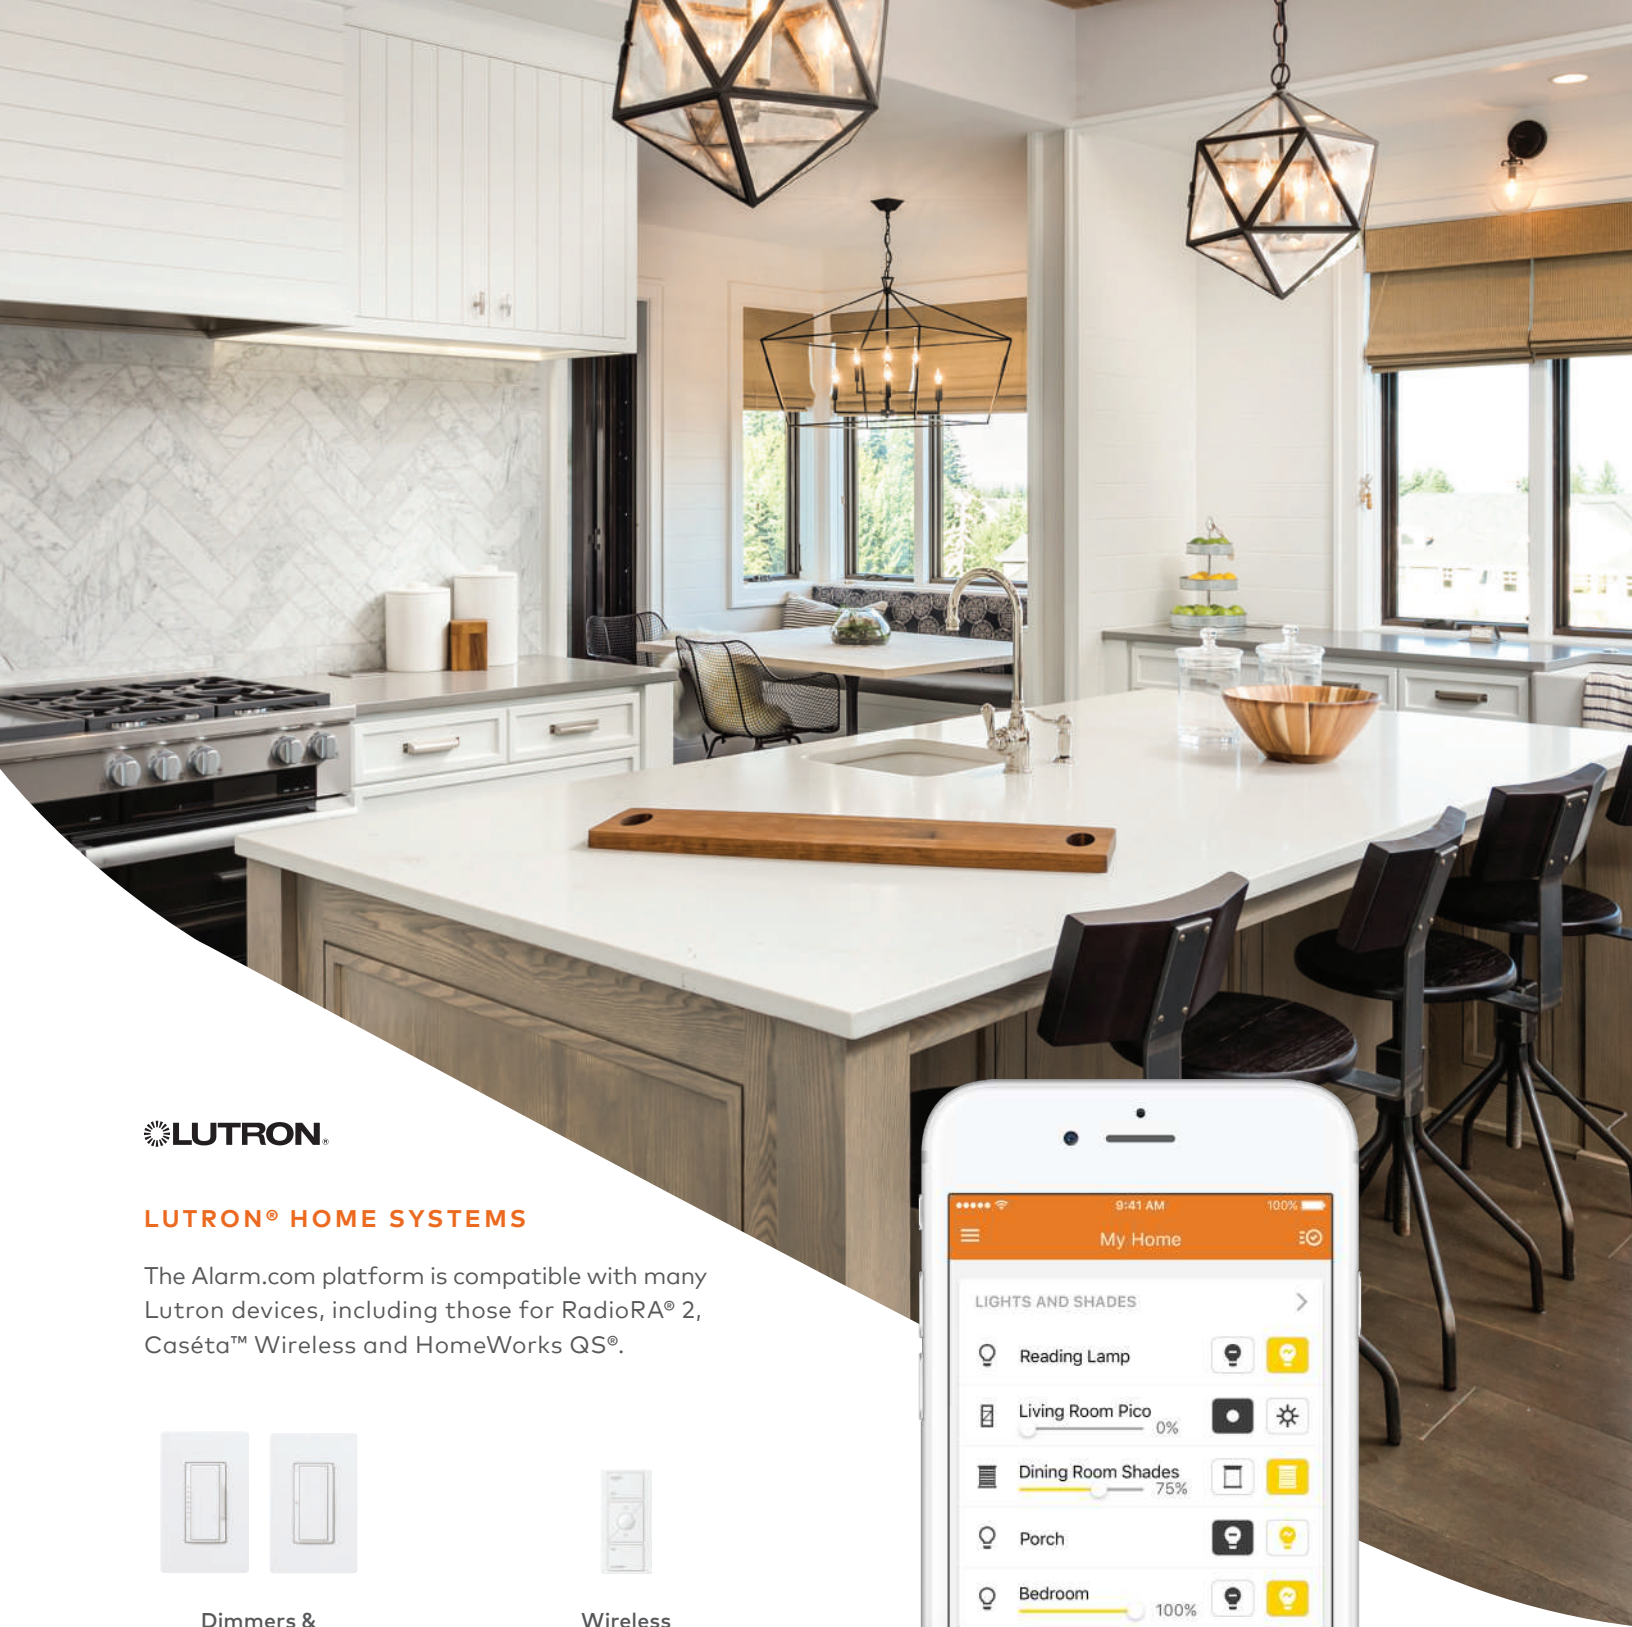 LUTRON®
LUTRON® HOME SYSTEMS
The Alarm.com platform is compatible with many
Lutron devices, including those for RadioRA® 2,
Caséta™ Wireless and HomeWorks QS®.
Dimmers &
Wireless
9:41 AM
100%
My Home
LIGHTS AND SHADES
Reading Lamp
Living Room Pico
0%
Dining Room Shades
75%
Porch
Bedroom
100%